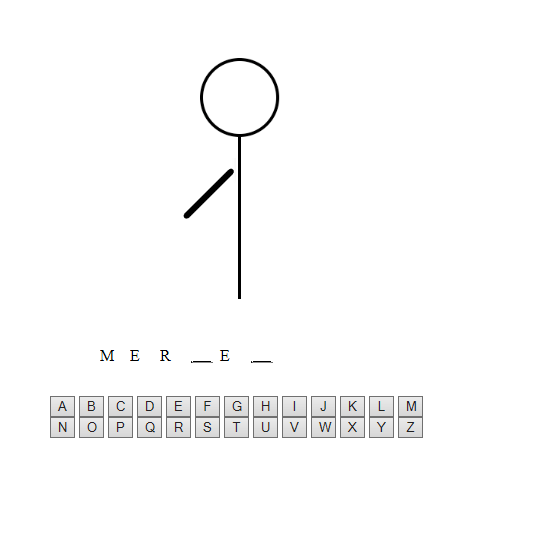 M E R __ E __
A B C D E F G H I J K L M
N O P Q R S T U V W X Y Z